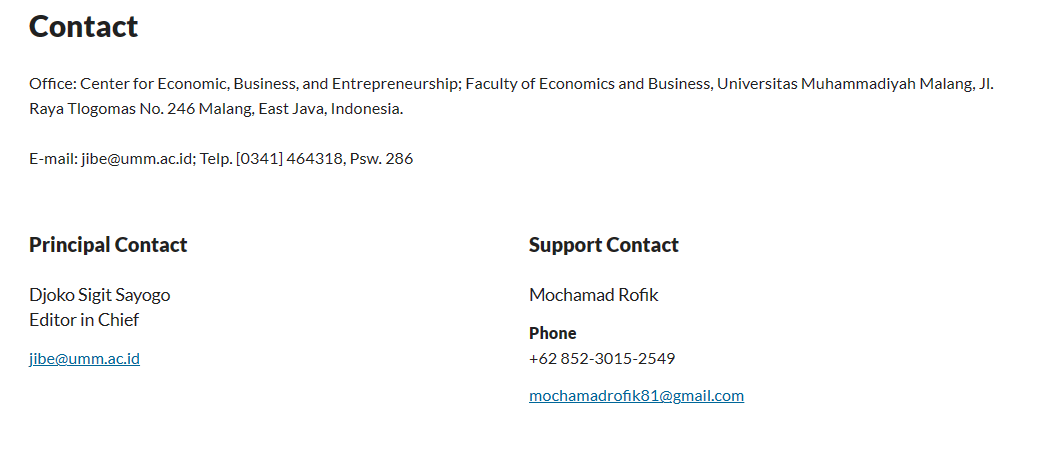 Contact
Office: Center for Economic, Business, and Entrepreneurship; Faculty of Economics and Business, Universitas Muhammadiyah Malang, Jl.
Raya Tlogomas No. 246 Malang, East Java, Indonesia.
E-mail: jibe@umm.ac.id; Telp. [0341] 464318, Psw. 286
Principal Contact
Djoko Sigit Sayogo
Editor in Chief
jibe@umm.ac.id
Support Contact
Mochamad Rofik
Phone
+62 852-3015-2549
mochamadrofik81@gmail.com